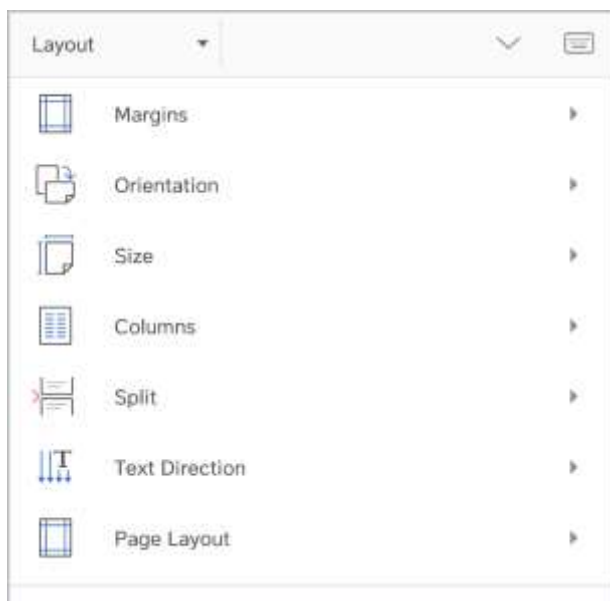 Layout
Margins
Orientation
Size
Columns
Split
Text Direction
Page Layout